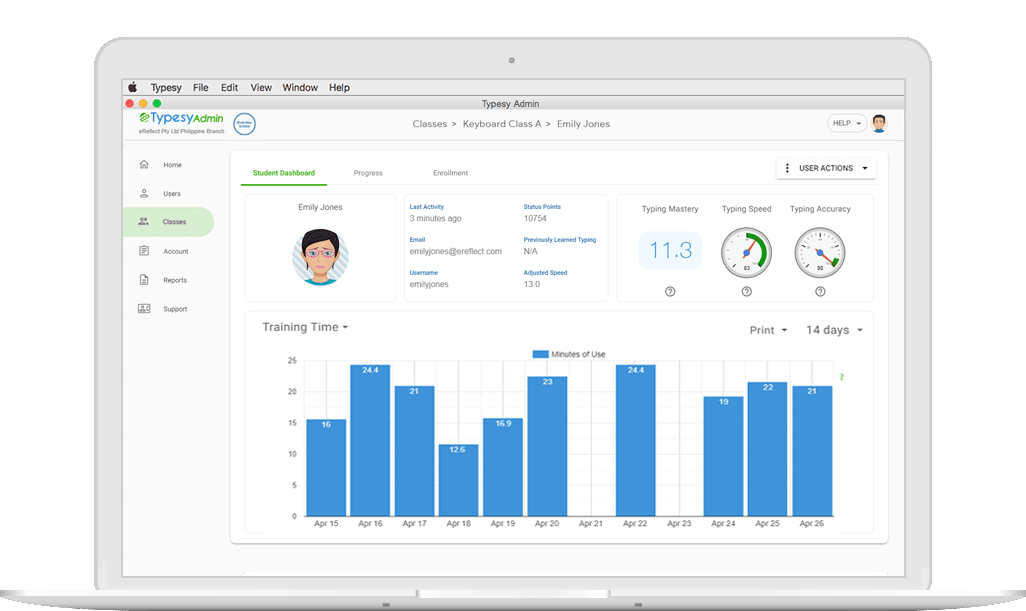 Typesy File Edit View Window Help
Typesy Admin
TypesyAdmin
eReflect Pty Ltd Philippine Branch
Riverview School
Classes > Keyboard Class A > Emily Jones
HELP
Home
Users
Classes
Account
Reports
Support
Student Dashboard Progress Enrollment
USER ACTIONS
Emily Jones
Last Activity
3 minutes ago
Email
emilyjones@ereflect.com
Username
emilyjones
Status Points
10754
Previously Learned Typing
N/A
Adjusted Speed
13.0
Typing Mastery Typing Speed Typing Accuracy
11.3
63
98
? ? ?
Training Time
Print 14 days
Minutes of Use
25
20
15
10
5
0
16 24.4 21 12.6 16.9 23 24.4 19 22 21
Apr 15 Apr 16 Apr 17 Apr 18 Apr 19 Apr 20 Apr 21 Apr 22 Apr 23 Apr 24 Apr 25 Apr 26